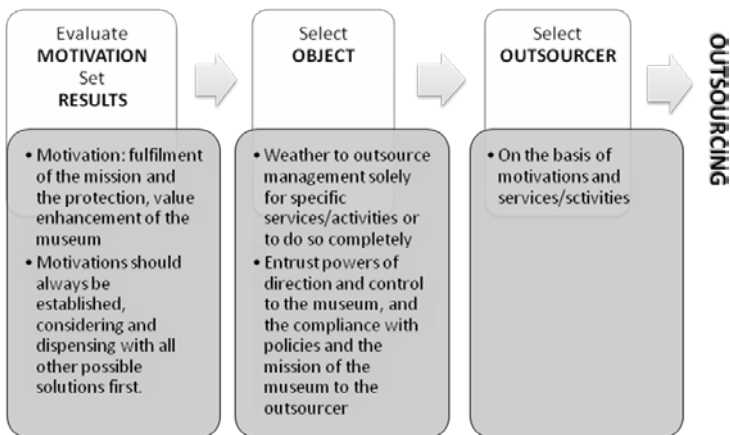 Evaluate
MOTIVATION
Set
RESULTS
• Motivation: fulfilment
of the mission and
the protection, value
enhancement of the
museum
• Motivations should
always be
established,
considering and
dispensing with all
other possible
solutions first.
Select
OBJECT
• Weather to outsource
management solely
for specific
services/activities or
to do so completely
• Entrust powers of
direction and control
to the museum, and
the compliance with
policies and the
mission of the
museum to the
outsourcer
Select
OUTSOURCER
• On the basis of
motivations and
services/sctivities
OUTSOURCING